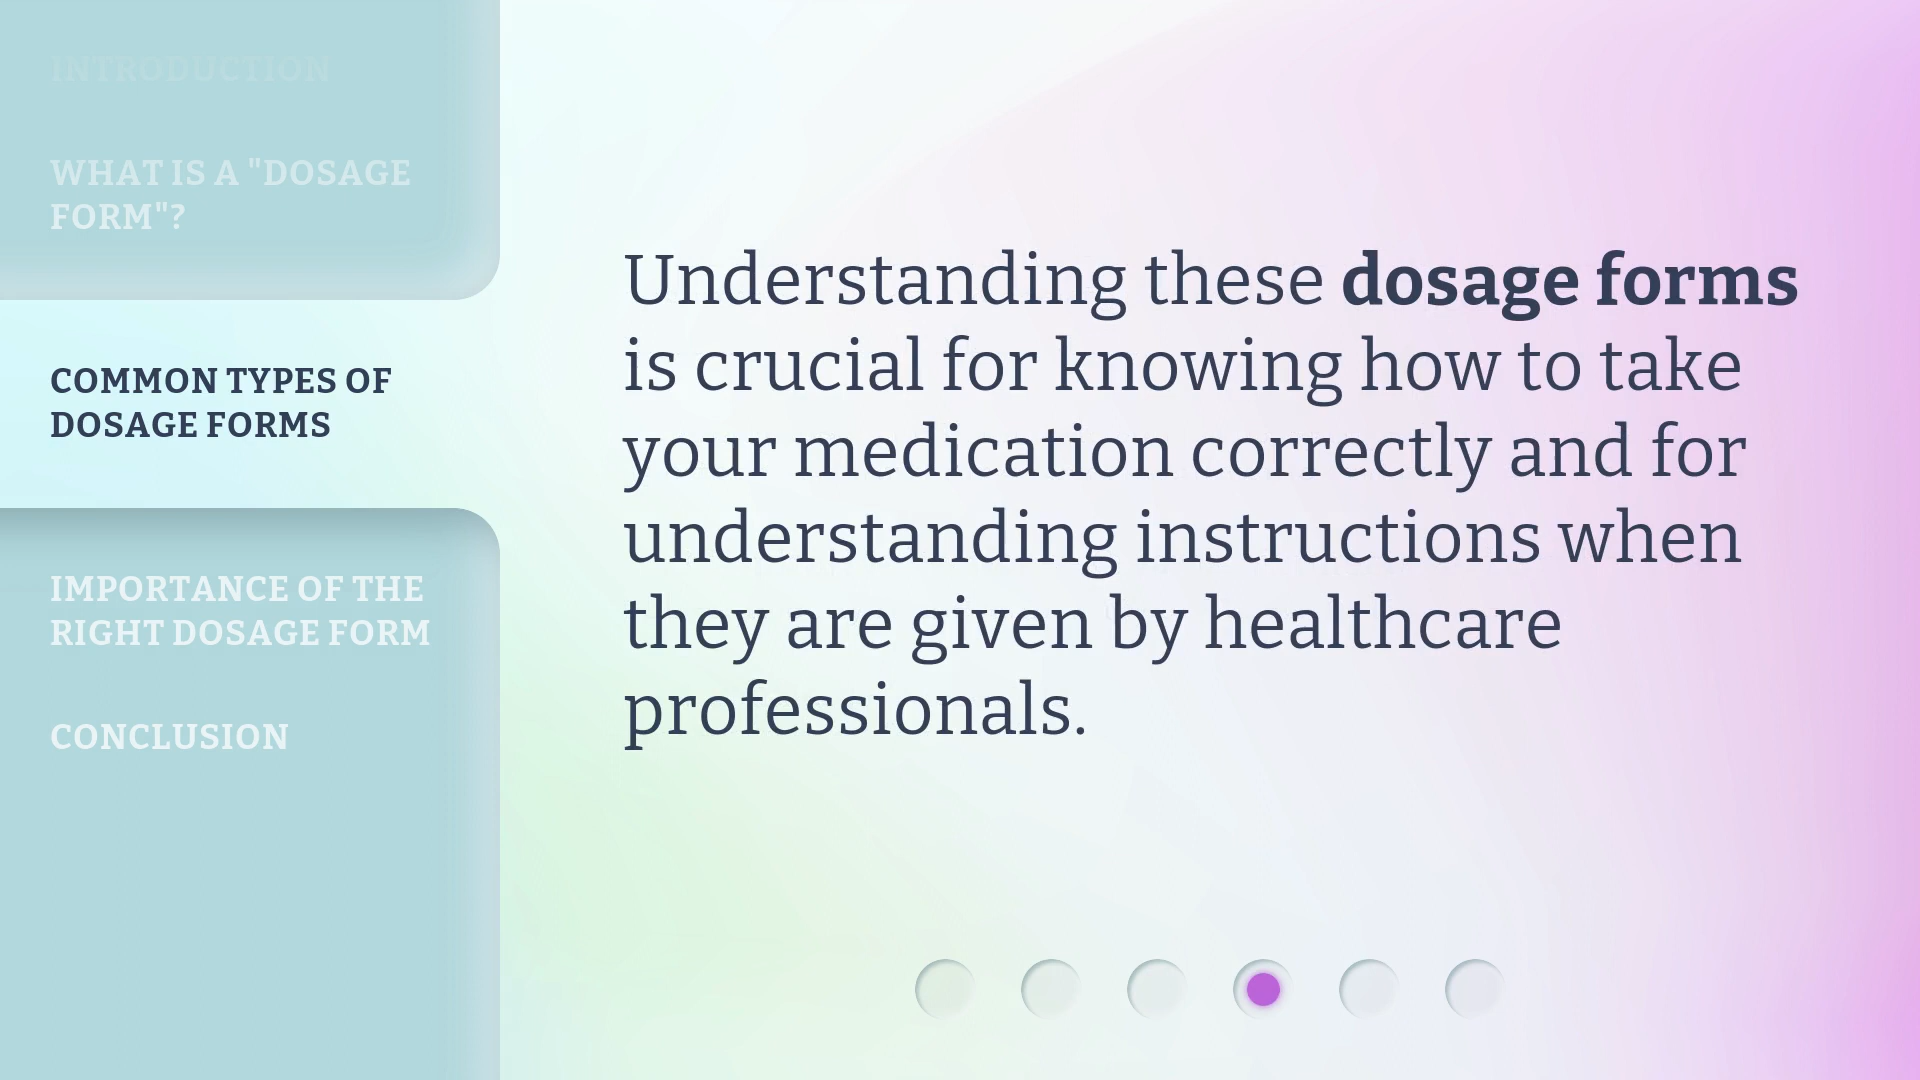 INTRODUCTION
WHAT IS A "DOSAGE
FORM"?
COMMON TYPES OF
DOSAGE FORMS
IMPORTANCE OF THE
RIGHT DOSAGE FORM
CONCLUSION
Understanding these dosage forms
is crucial for knowing how to take
your medication correctly and for
understanding instructions when
they are given by healthcare
professionals.